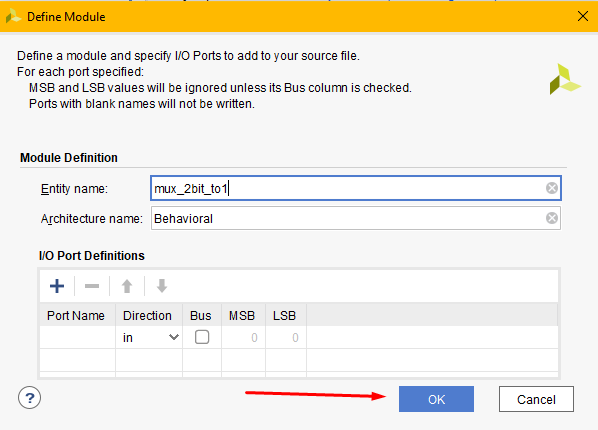 Define Module
Define a module and specify I/O Ports to add to your source file.
For each port specified:
MSB and LSB values will be ignored unless its Bus column is checked.
Ports with blank names will not be written.
Module Definition
Entity name: mux_2bit_to1
Architecture name: Behavioral
I/O Port Definitions
Port Name Direction Bus MSB LSB
in 0 0
? OK Cancel